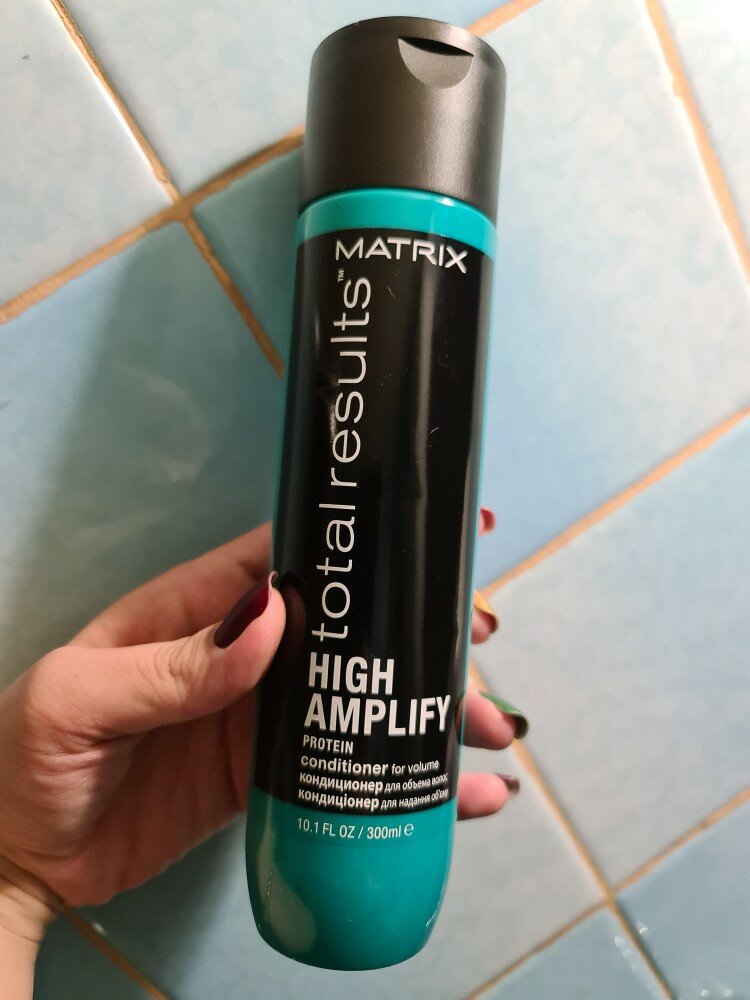 MATRIX
total results™
HIGH
AMPLIFY
PROTEIN
conditioner for volume
кондиционер для объема волос
кондиціонер для надання об'єму
10.1 FL OZ / 300ml ℮